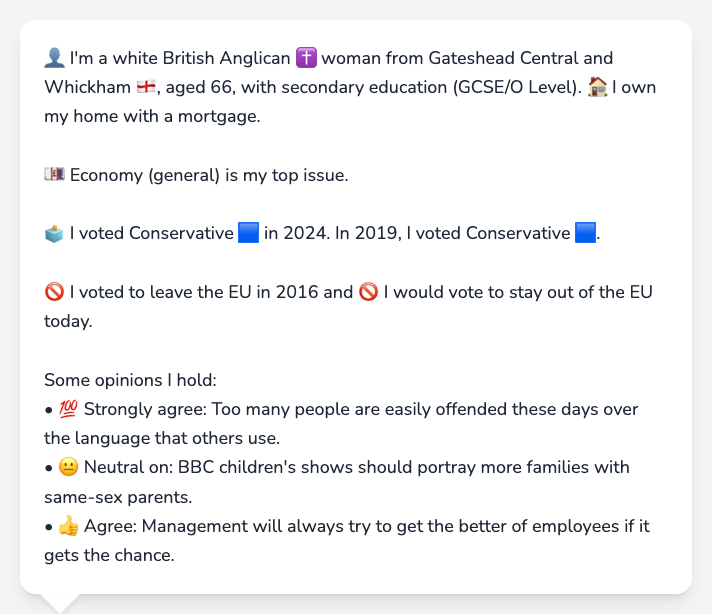 👤 I'm a white British Anglican ✝️ woman from Gateshead Central and
Whickham 🏴󠁧󠁢󠁥󠁮󠁧󠁿, aged 66, with secondary education (GCSE/O Level). 🏠 I own
my home with a mortgage.
💷 Economy (general) is my top issue.
🗳️ I voted Conservative 🟦 in 2024. In 2019, I voted Conservative 🟦.
🚫 I voted to leave the EU in 2016 and 🚫 I would vote to stay out of the EU
today.
Some opinions I hold:
• 💯 Strongly agree: Too many people are easily offended these days over
the language that others use.
• 😐 Neutral on: BBC children's shows should portray more families with
same-sex parents.
• 👍 Agree: Management will always try to get the better of employees if it
gets the chance.